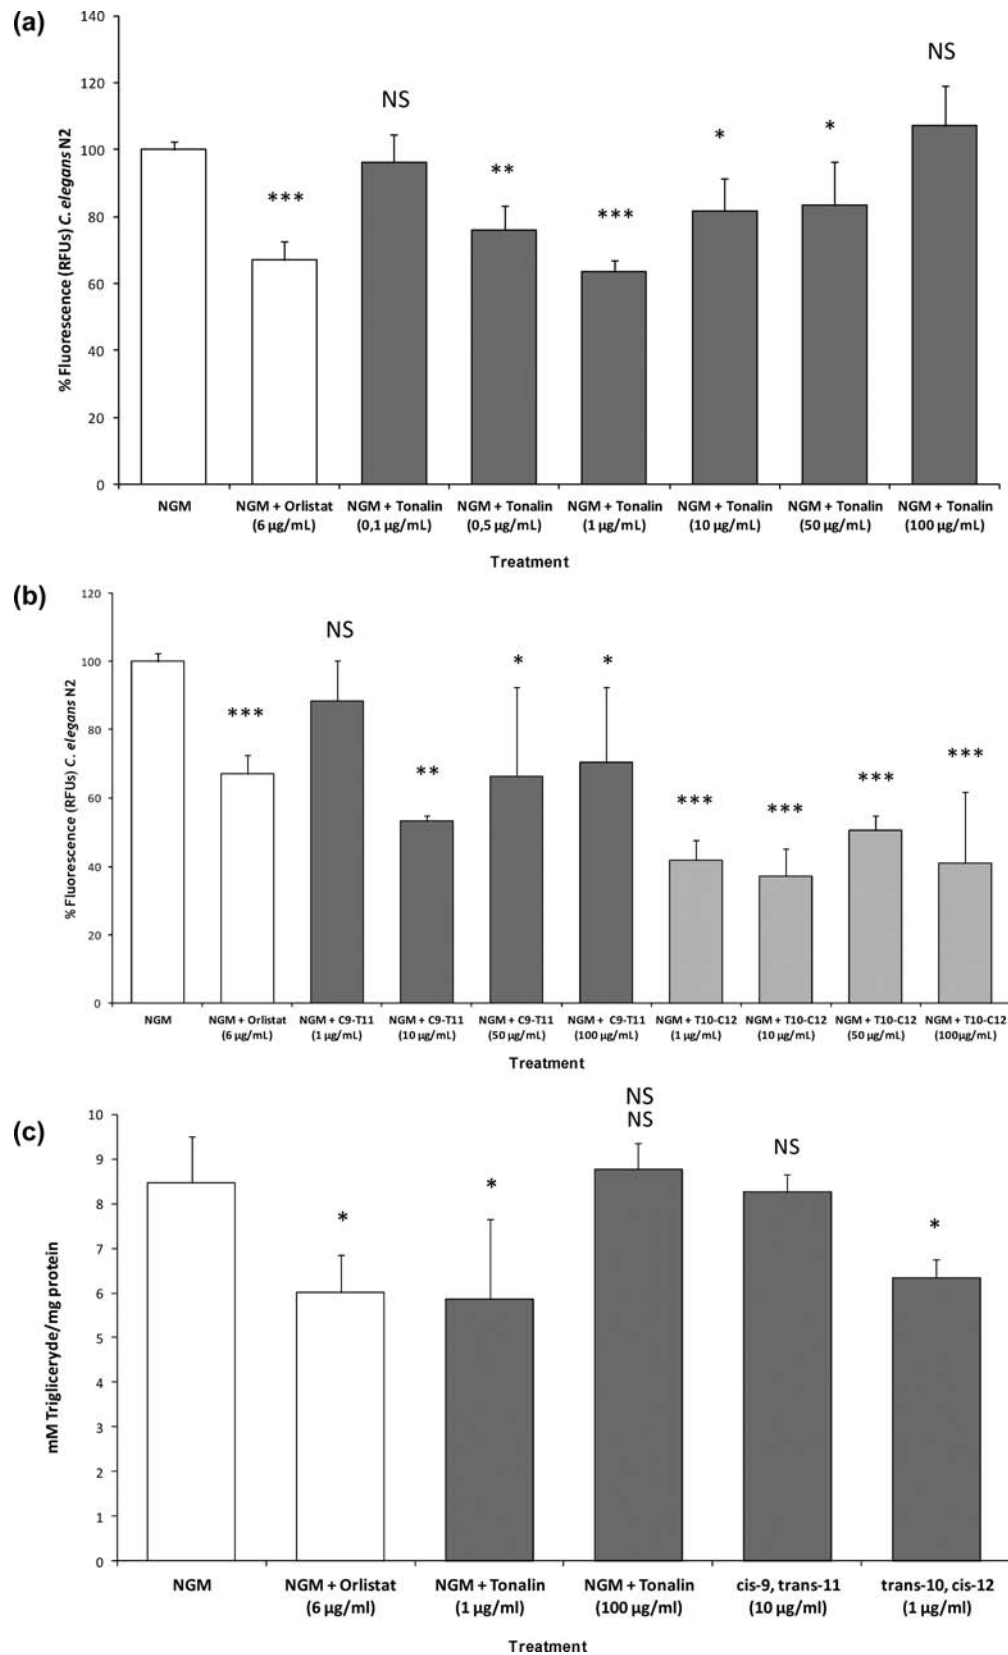 (a)
% Fluorescence (RFUs) C. elegans N2
140
120
100
80
60
40
20
0
***
NS
**
***
*
*
NS
NGM
NGM + Orlistat
(6 µg/mL)
NGM + Tonalin
(0,1 µg/mL)
NGM + Tonalin
(0,5 µg/mL)
NGM + Tonalin
(1 µg/mL)
NGM + Tonalin
(10 µg/mL)
NGM + Tonalin
(50 µg/mL)
NGM + Tonalin
(100 µg/mL)
Treatment
(b)
% Fluorescence (RFUs) C. elegans N2
120
100
80
60
40
20
0
***
NS
**
*
*
***
***
***
***
NGM
NGM + Orlistat
(6 µg/mL)
NGM + C9-T11
(1 µg/mL)
NGM + C9-T11
(10 µg/mL)
NGM + C9-T11
(50 µg/mL)
NGM + C9-T11
(100 µg/mL)
NGM + T10-C12
(1 µg/mL)
NGM + T10-C12
(10 µg/mL)
NGM + T10-C12
(50 µg/mL)
NGM + T10-C12
(100µg/mL)
Treatment
(c)
mM Trigliceryde/mg protein
10
9
8
7
6
5
4
3
2
1
0
*
*
NS
NS
NS
*
NGM
NGM + Orlistat
(6 µg/ml)
NGM + Tonalin
(1 µg/ml)
NGM + Tonalin
(100 µg/ml)
cis-9, trans-11
(10 µg/ml)
trans-10, cis-12
(1 µg/ml)
Treatment